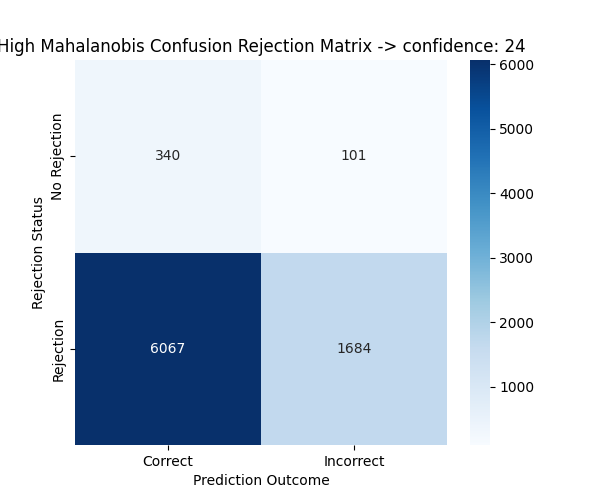 High Mahalanobis Confusion Rejection Matrix -> confidence: 24
No Rejection
340
101
Rejection
6067
1684
Rejection Status
Correct
Incorrect
Prediction Outcome
6000
5000
4000
3000
2000
1000